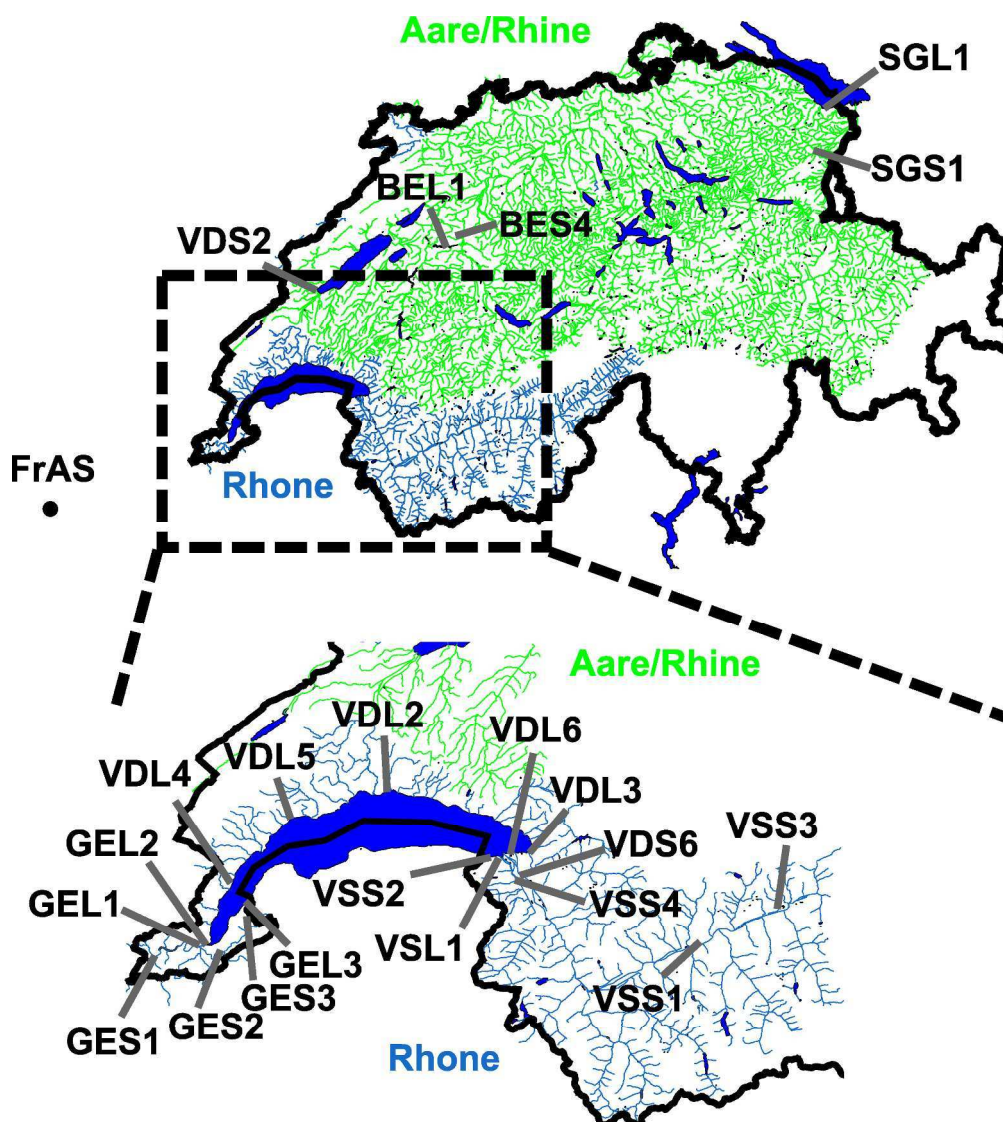 Aare/Rhine
SGL1
SGS1
BEL1
BES4
VDS2
FrAS
Rhone
Aare/Rhine
VDL2
VDL6
VDL5
VDL4
VDL3
VSS3
GEL2
VDS6
VSS2
VSS4
GEL1
VSL1
GEL3
VSS1
GES3
GES2
GES1
Rhone